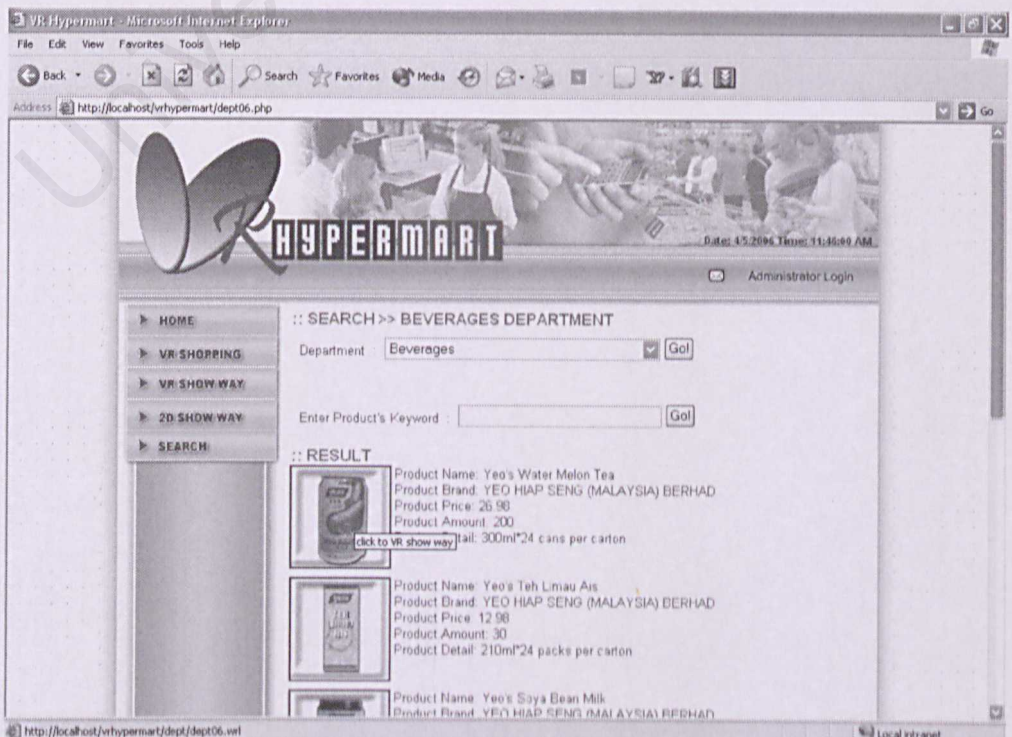 VR Hypermart - Microsoft Internet Explorer
File Edit View Favorites Tools Help
Back Search Favorites Media
Address http://localhost/vrhypermart/dept06.php Go
VR HYPERMART
Date: 4/5/2006 Time: 11:46:00 AM
Administrator Login
HOME
VR SHOPPING
VR SHOW WAY
2D SHOW WAY
SEARCH
:: SEARCH >> BEVERAGES DEPARTMENT
Department : Beverages Go!
Enter Product's Keyword : Go!
:: RESULT
Product Name: Yeo's Water Melon Tea
Product Brand: YEO HIAP SENG (MALAYSIA) BERHAD
Product Price: 26.98
Product Amount: 200
click to VR show way tail: 300ml*24 cans per carton
Product Name: Yeo's Teh Limau Ais
Product Brand: YEO HIAP SENG (MALAYSIA) BERHAD
Product Price: 12.98
Product Amount: 30
Product Detail: 210ml*24 packs per carton
Product Name: Yeo's Soya Bean Milk
Product Brand: YEO HIAP SENG (MALAYSIA) BERHAD
http://localhost/vrhypermart/dept/dept06.wrl Local intranet